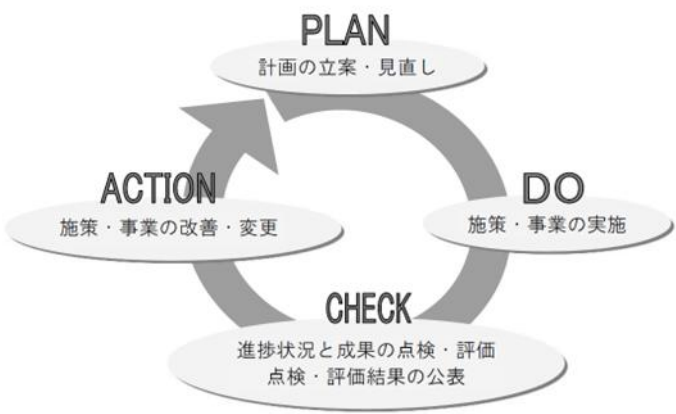 PLAN
計画の立案・見直し
ACTION
施策・事業の改善・変更
DO
施策・事業の実施
CHECK
進捗状況と成果の点検・評価
点検・評価結果の公表